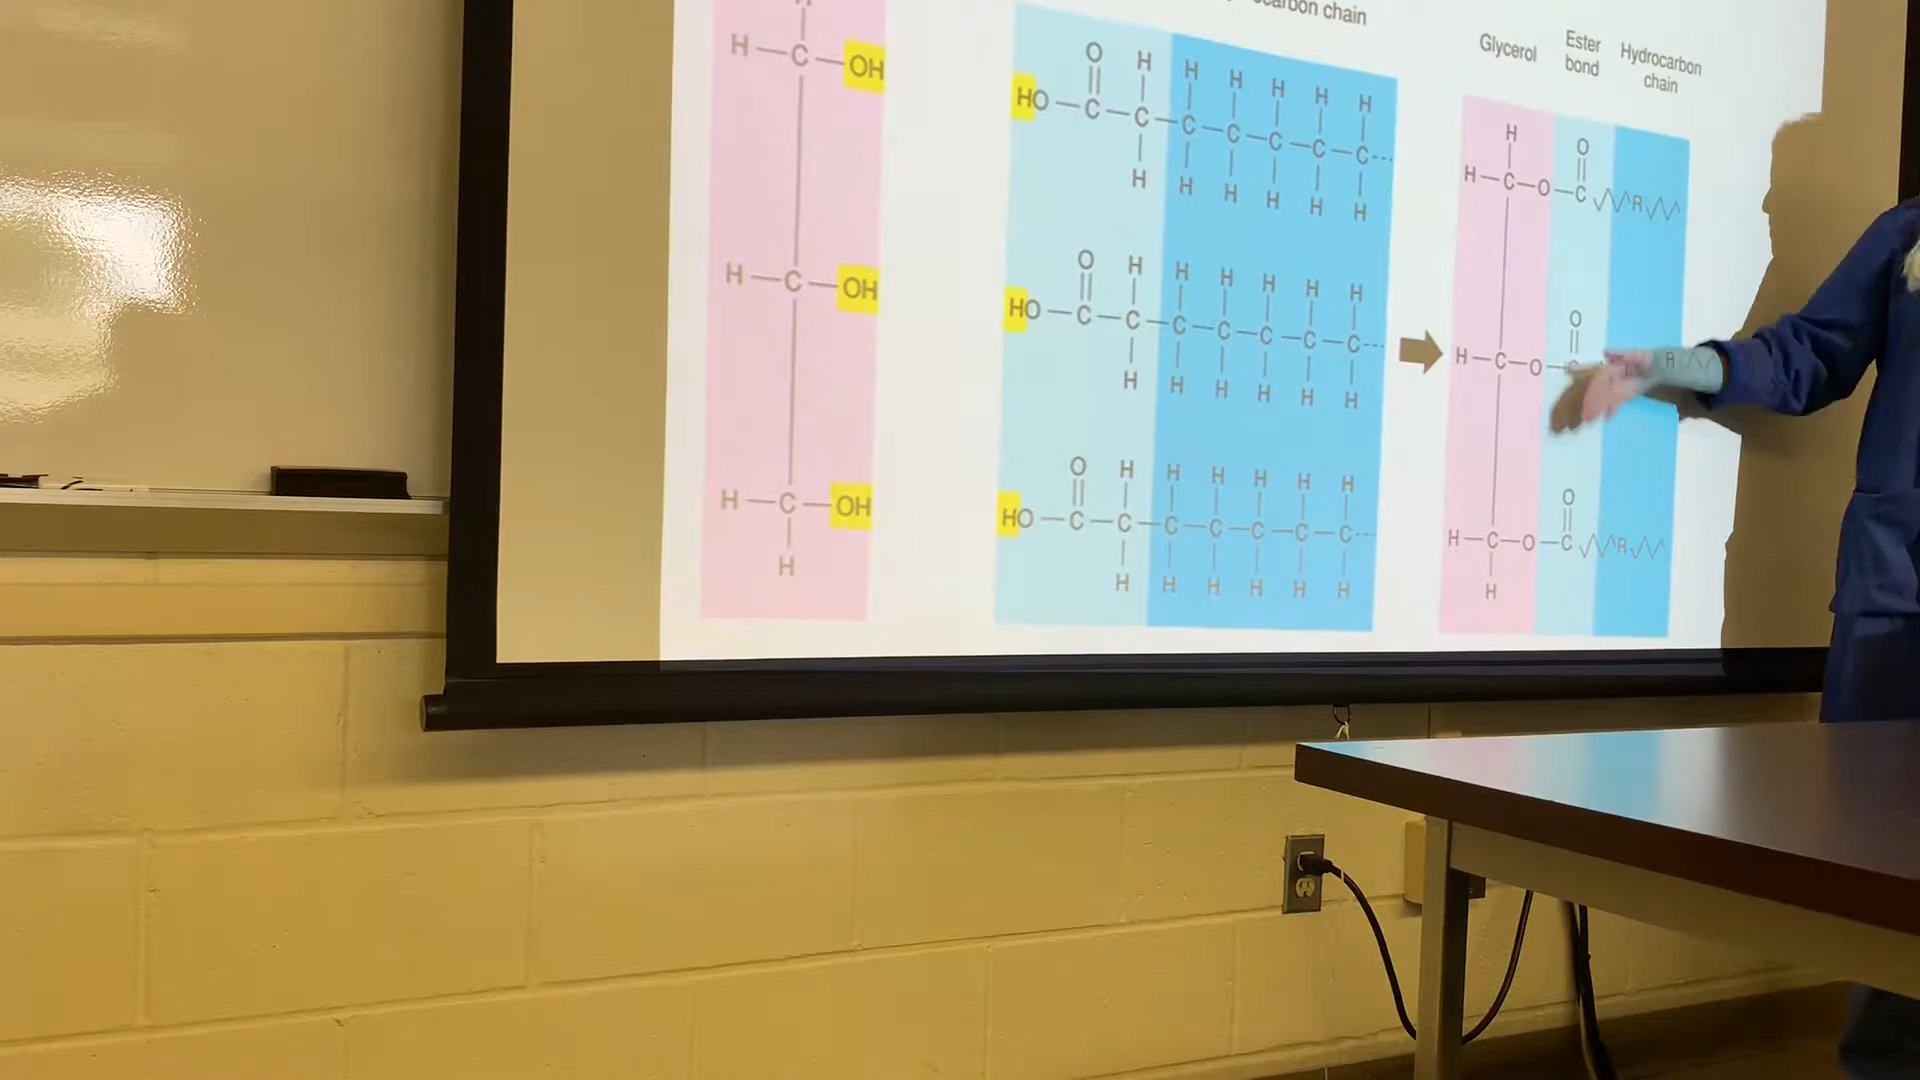 carbon chain
Glycerol
Ester bond
Hydrocarbon chain
H
H — C — OH
H — C — OH
H — C — OH
H
O H H H H H H
HO — C — C — C — C — C — C — C ----
H H H H H H
O H H H H H H
HO — C — C — C — C — C — C — C ----
H H H H H H
O H H H H H H
HO — C — C — C — C — C — C — C ----
H H H H H H
H O
H — C — O — C R
O
H — C — O — R
O
H — C — O — C R
H